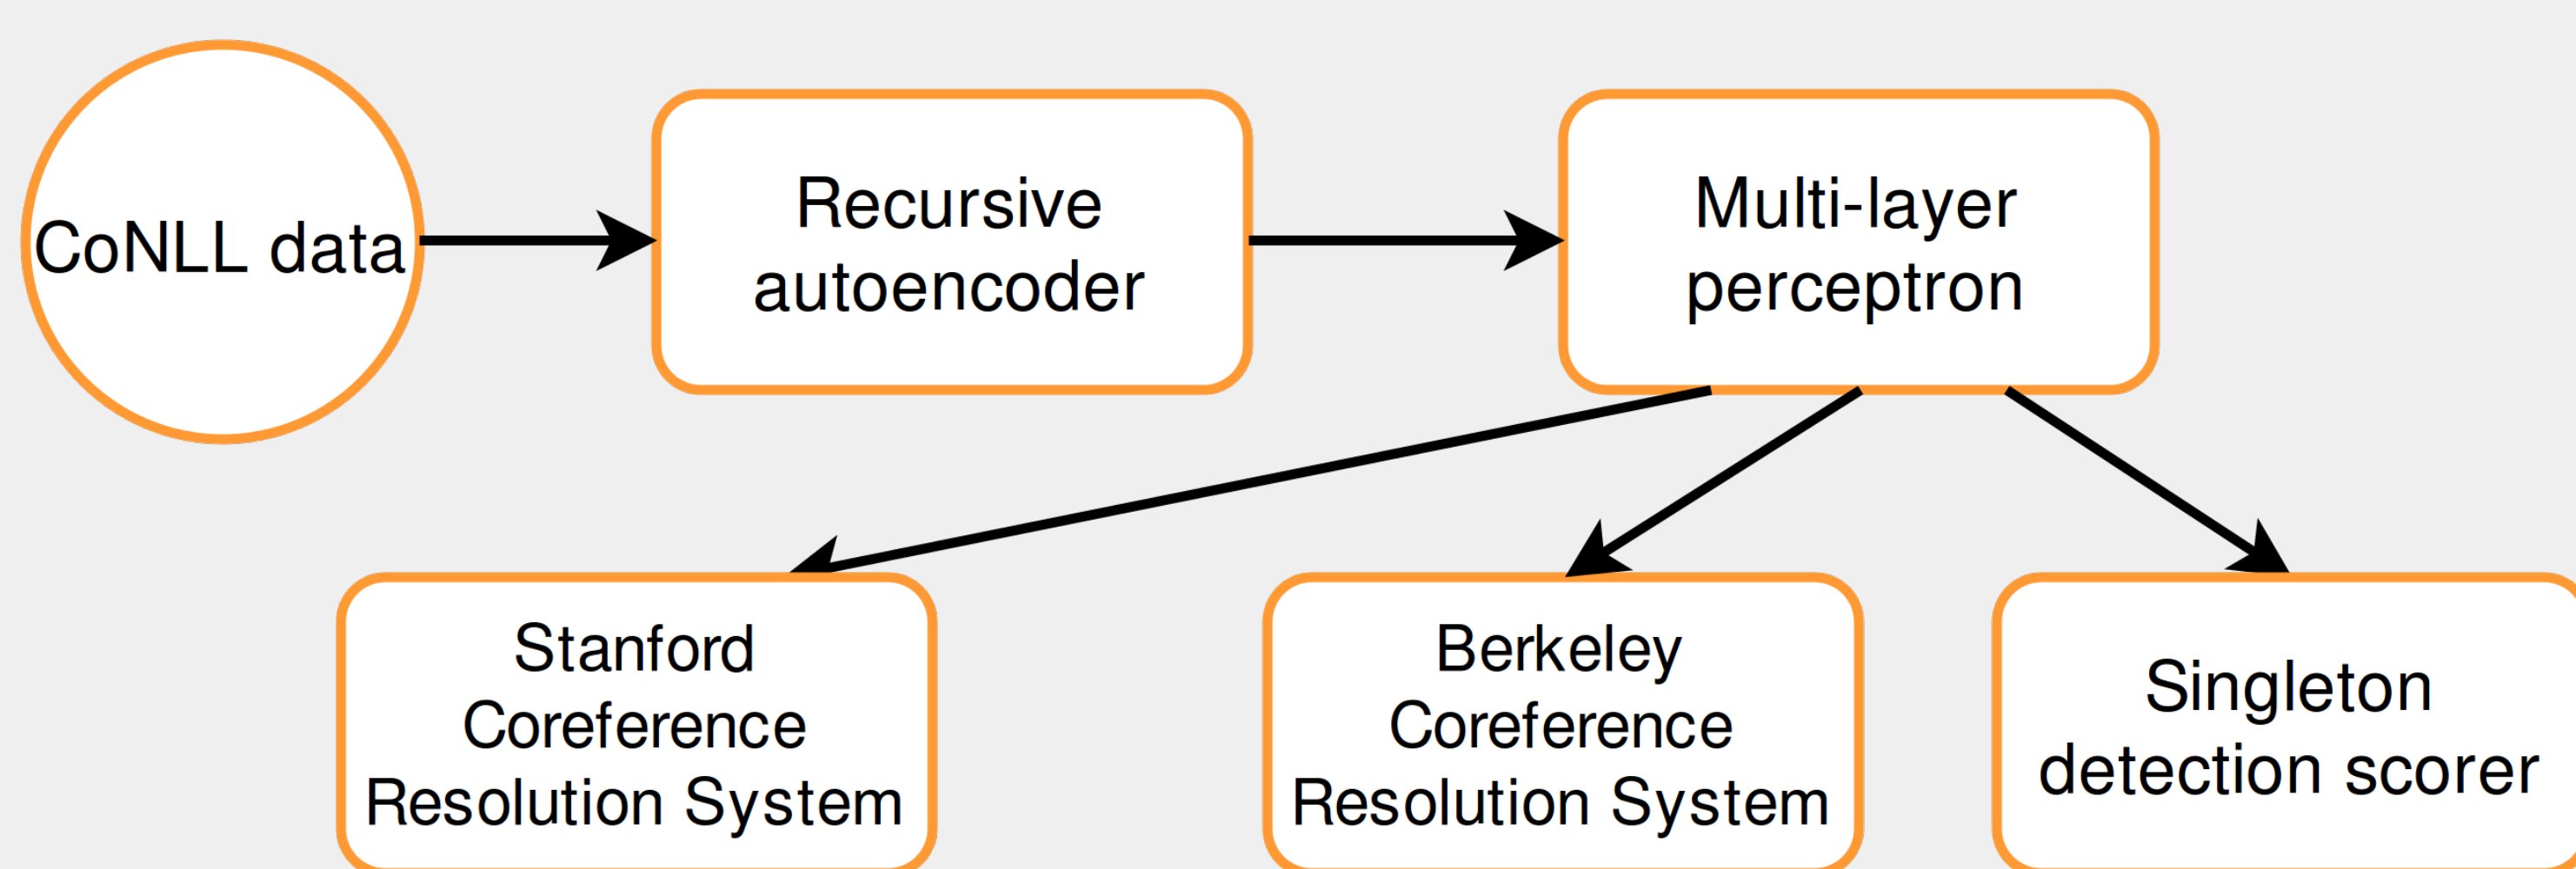 CoNLL data
Recursive
autoencoder
Multi-layer
perceptron
Stanford
Coreference
Resolution System
Berkeley
Coreference
Resolution System
Singleton
detection scorer